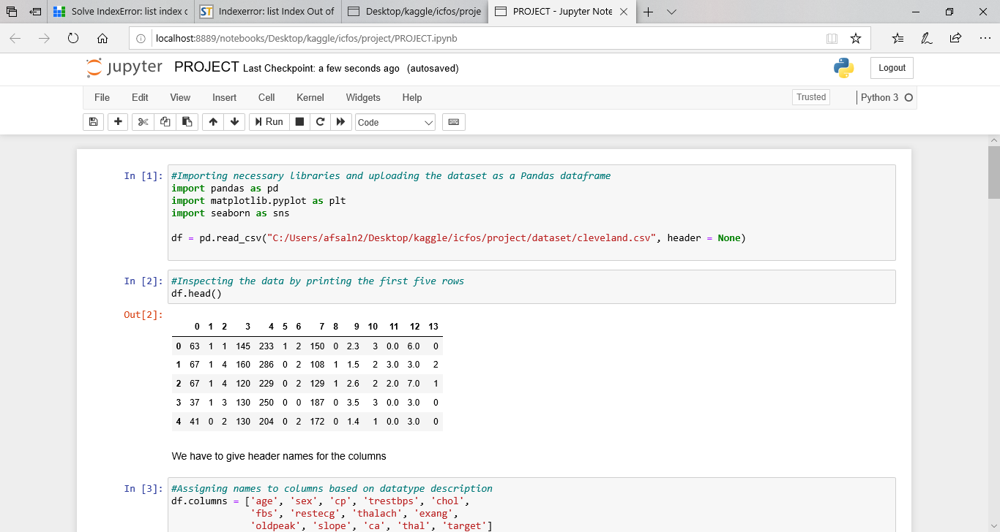 Solve IndexError: list index c
ST Indexerror: list Index Out of
Desktop/kaggle/icfos/proje
PROJECT - Jupyter Note
localhost:8889/notebooks/Desktop/kaggle/icfos/project/PROJECT.ipynb
jupyter PROJECT Last Checkpoint: a few seconds ago (autosaved)
Logout
File Edit View Insert Cell Kernel Widgets Help
Trusted
Python 3
Run
Code
In [1]: #Importing necessary libraries and uploading the dataset as a Pandas dataframe
import pandas as pd
import matplotlib.pyplot as plt
import seaborn as sns
df = pd.read_csv("C:/Users/afsaln2/Desktop/kaggle/icfos/project/dataset/cleveland.csv", header = None)
In [2]: #Inspecting the data by printing the first five rows
df.head()
Out[2]:
0 1 2 3 4 5 6 7 8 9 10 11 12 13
0 63 1 1 145 233 1 2 150 0 2.3 3 0.0 6.0 0
1 67 1 4 160 286 0 2 108 1 1.5 2 3.0 3.0 2
2 67 1 4 120 229 0 2 129 1 2.6 2 2.0 7.0 1
3 37 1 3 130 250 0 0 187 0 3.5 3 0.0 3.0 0
4 41 0 2 130 204 0 2 172 0 1.4 1 0.0 3.0 0
We have to give header names for the columns
In [3]: #Assigning names to columns based on datatype description
df.columns = ['age', 'sex', 'cp', 'trestbps', 'chol',
'fbs', 'restecg', 'thalach', 'exang',
'oldpeak', 'slope', 'ca', 'thal', 'target']